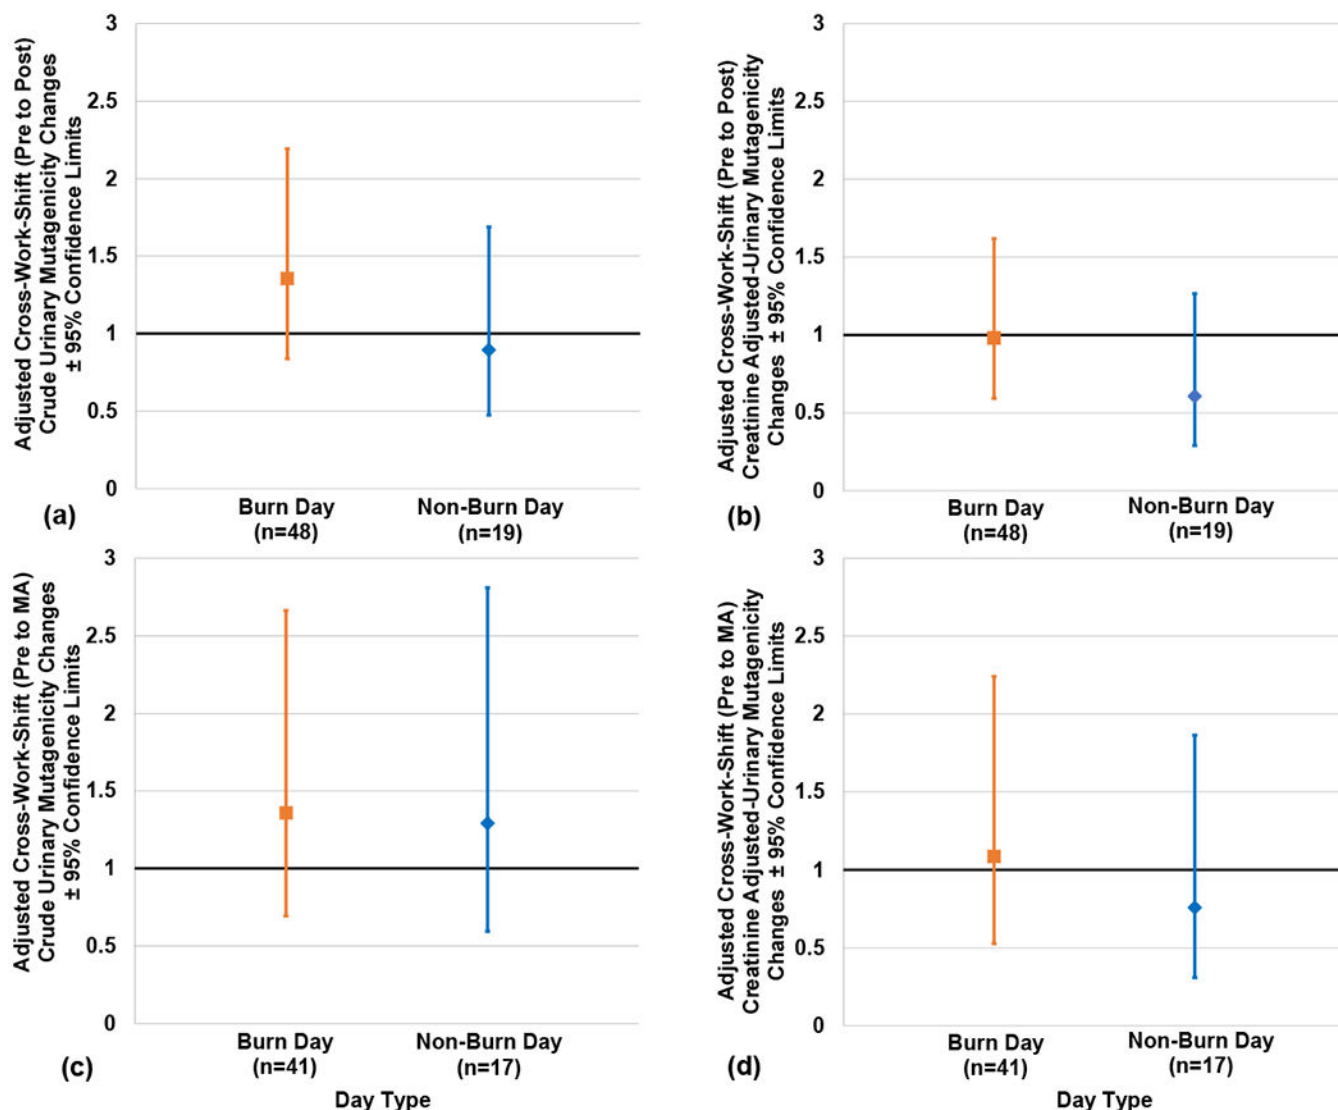 Adjusted Cross-Work-Shift (Pre to Post)
Crude Urinary Mutagenicity Changes
± 95% Confidence Limits
3
2.5
2
1.5
1
0.5
0
Burn Day
(n=48)
Non-Burn Day
(n=19)
(a)
Adjusted Cross-Work-Shift (Pre to Post)
Creatinine Adjusted-Urinary Mutagenicity
Changes ± 95% Confidence Limits
3
2.5
2
1.5
1
0.5
0
Burn Day
(n=48)
Non-Burn Day
(n=19)
(b)
Adjusted Cross-Work-Shift (Pre to MA)
Crude Urinary Mutagenicity Changes
± 95% Confidence Limits
3
2.5
2
1.5
1
0.5
0
Burn Day
(n=41)
Non-Burn Day
(n=17)
(c)
Day Type
Adjusted Cross-Work-Shift (Pre to MA)
Creatinine Adjusted-Urinary Mutagenicity
Changes ± 95% Confidence Limits
3
2.5
2
1.5
1
0.5
0
Burn Day
(n=41)
Non-Burn Day
(n=17)
(d)
Day Type